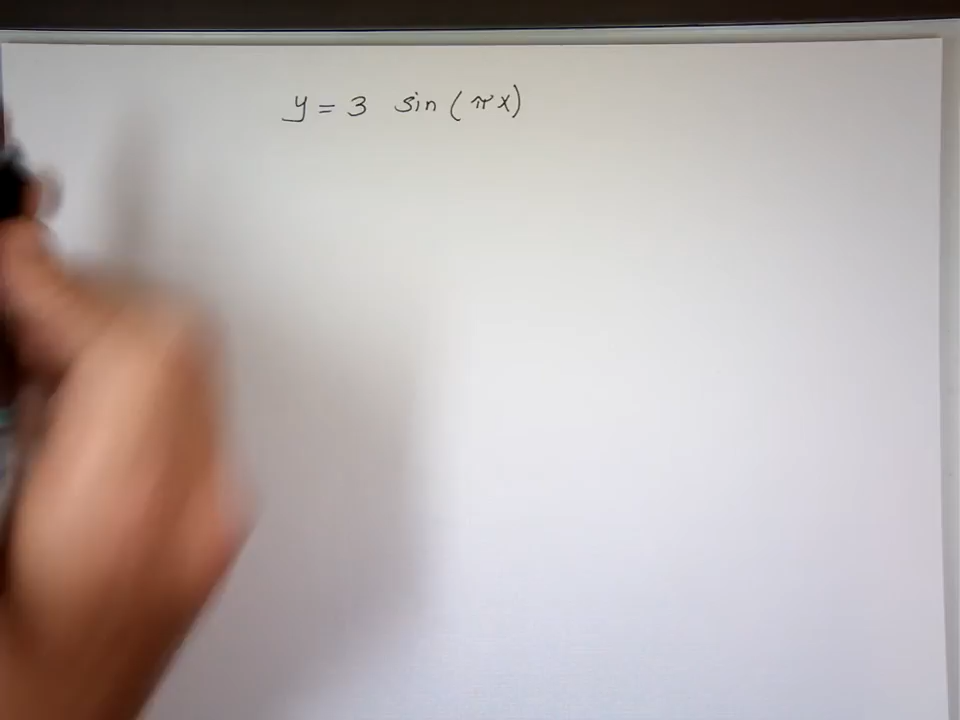 y = 3 sin (πx)